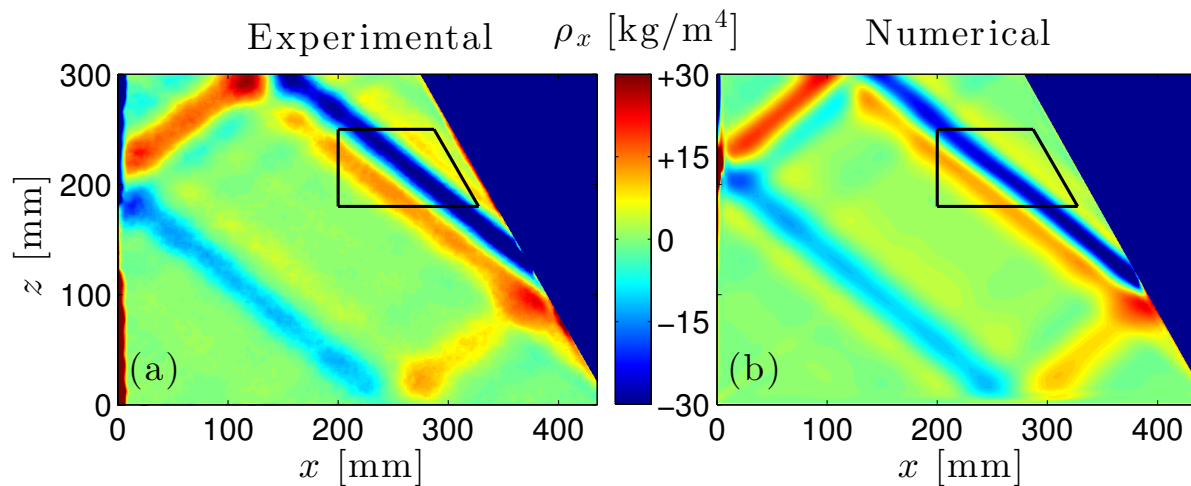 Experimental ρx [kg/m⁴] Numerical
300 +30
200 +15
100 0
0 −15
−30
z [mm]
(a) (b)
0 100 200 300 400 0 100 200 300 400
x [mm] x [mm]